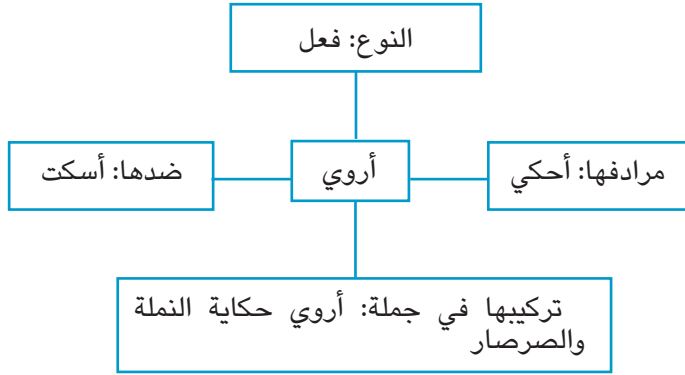 النوع: فعل
مرادفها: أحكي
أروي
ضدها: أسكت
تركيبها في جملة: أروي حكاية النملة
والصرصار